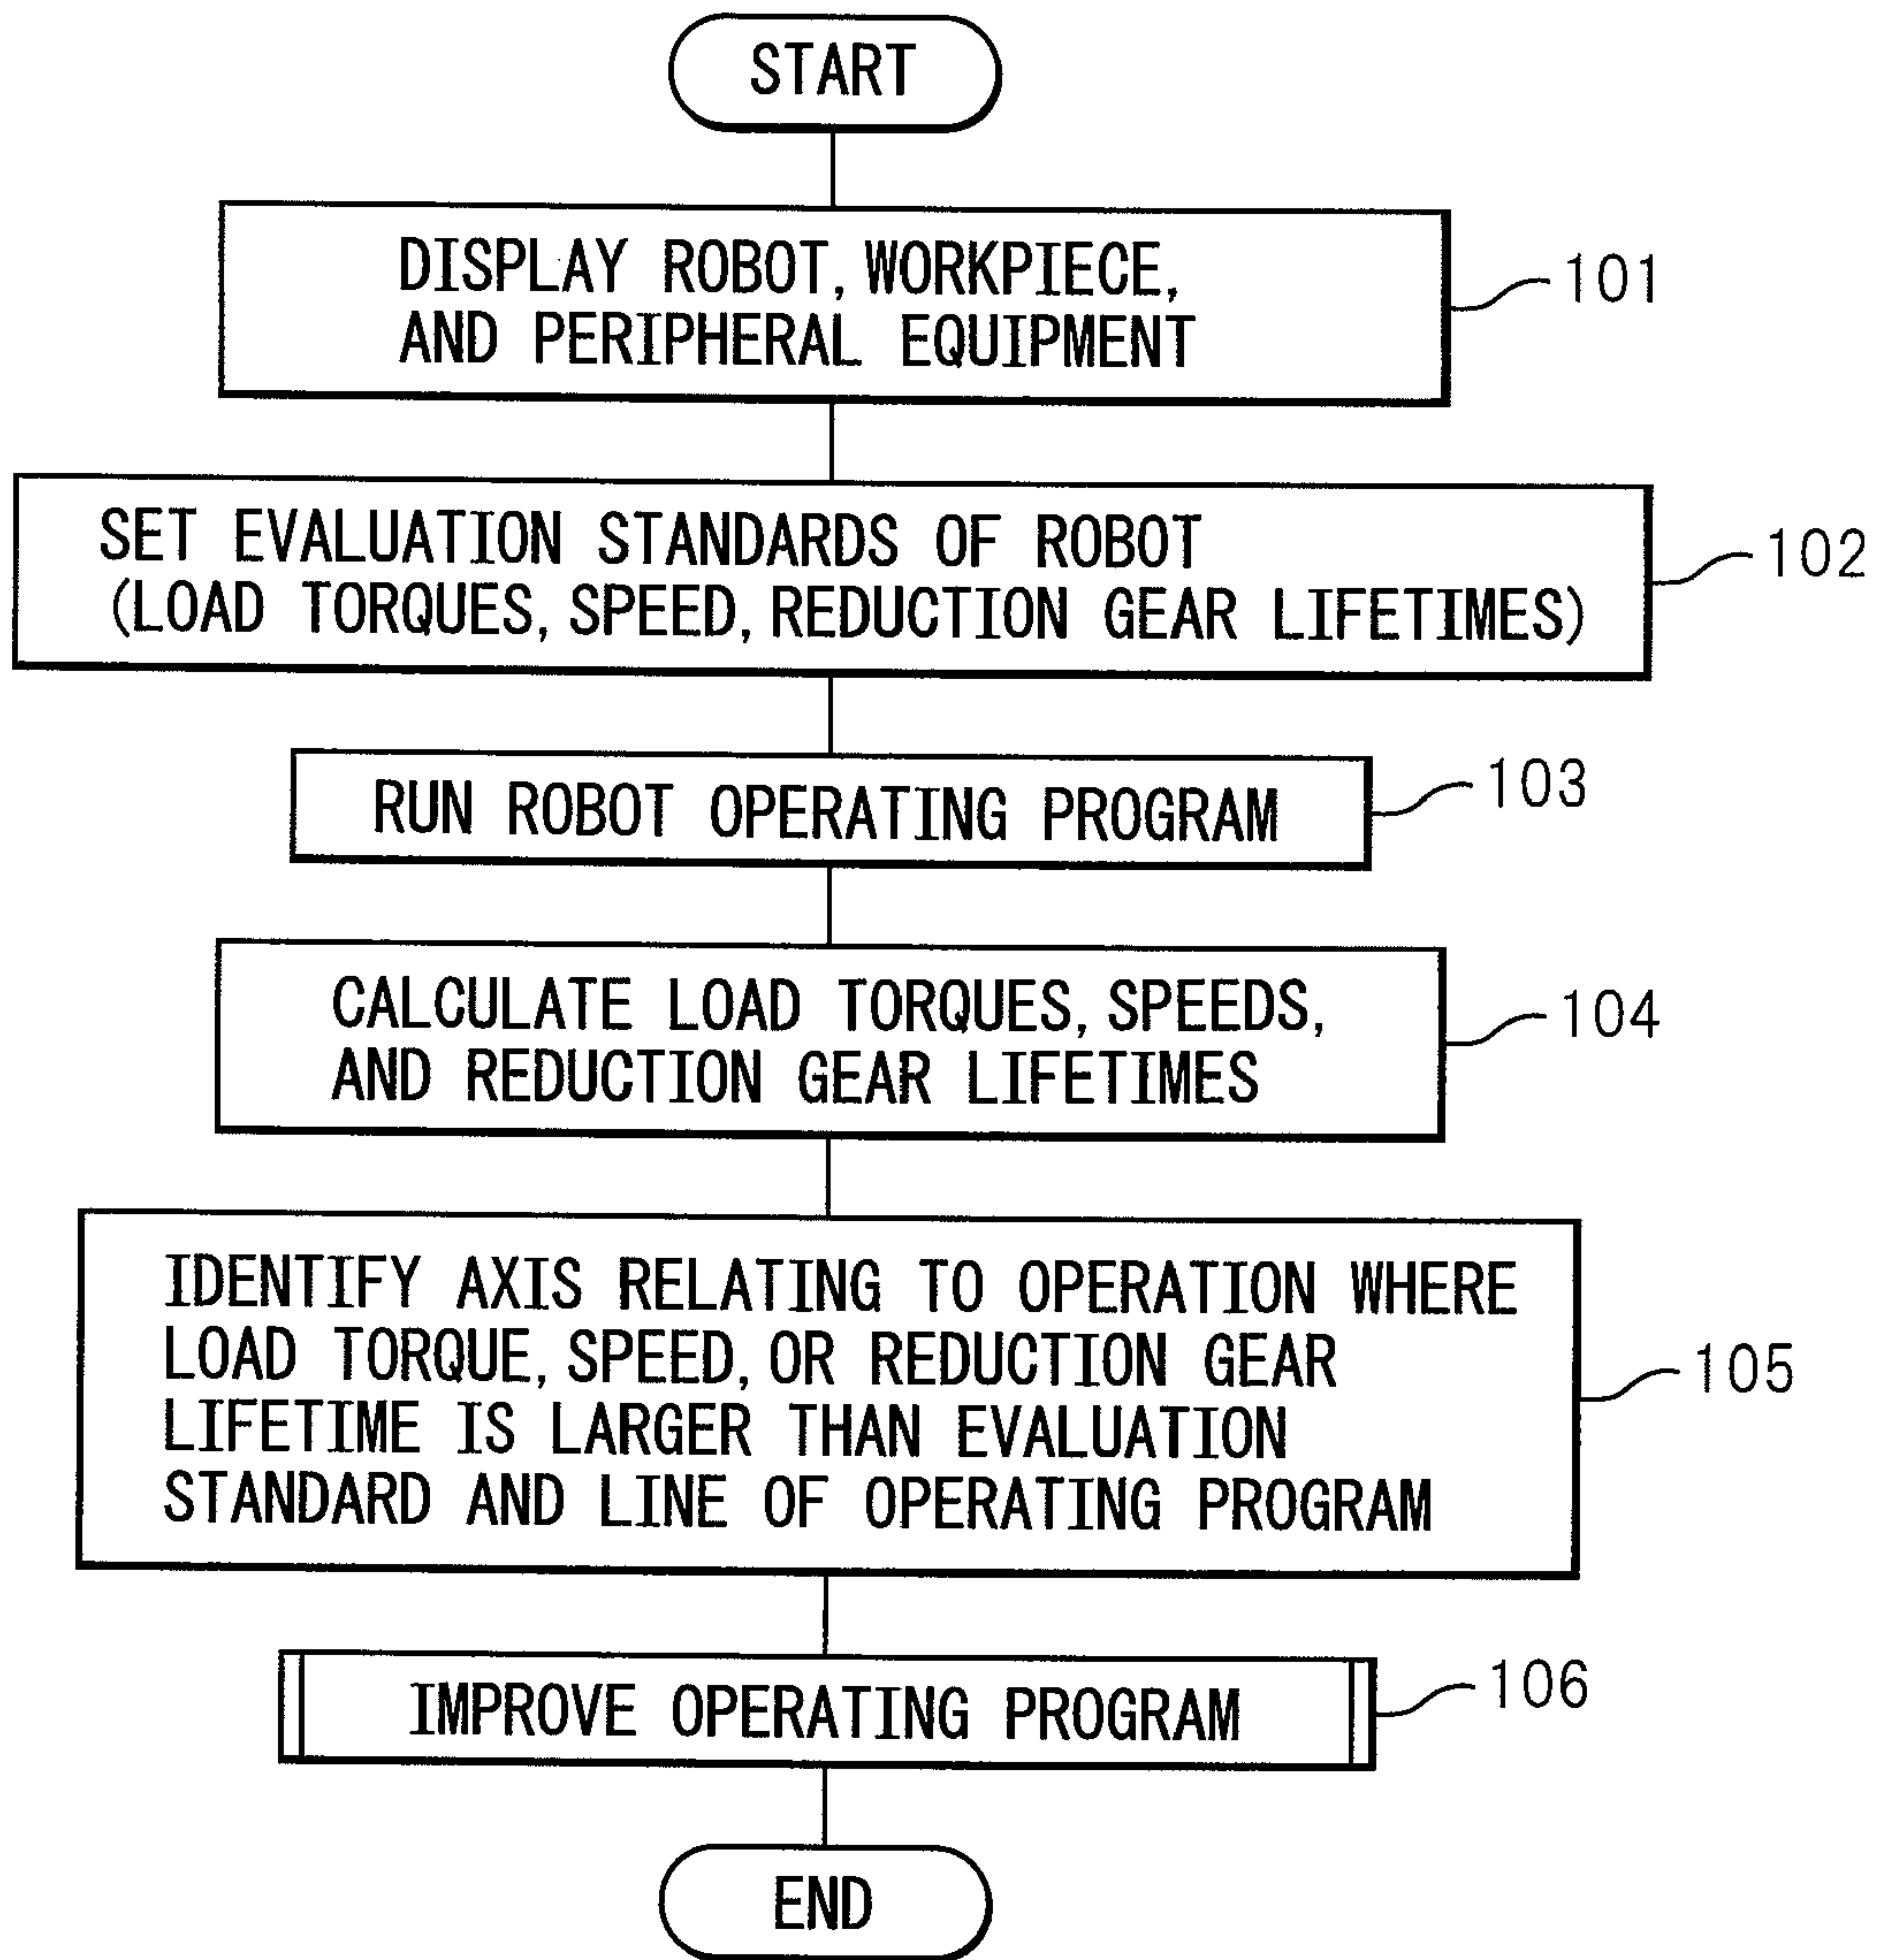 START
DISPLAY ROBOT, WORKPIECE,
AND PERIPHERAL EQUIPMENT
101
SET EVALUATION STANDARDS OF ROBOT
(LOAD TORQUES, SPEED, REDUCTION GEAR LIFETIMES)
102
RUN ROBOT OPERATING PROGRAM
103
CALCULATE LOAD TORQUES, SPEEDS,
AND REDUCTION GEAR LIFETIMES
104
IDENTIFY AXIS RELATING TO OPERATION WHERE
LOAD TORQUE, SPEED, OR REDUCTION GEAR
LIFETIME IS LARGER THAN EVALUATION
STANDARD AND LINE OF OPERATING PROGRAM
105
IMPROVE OPERATING PROGRAM
106
END